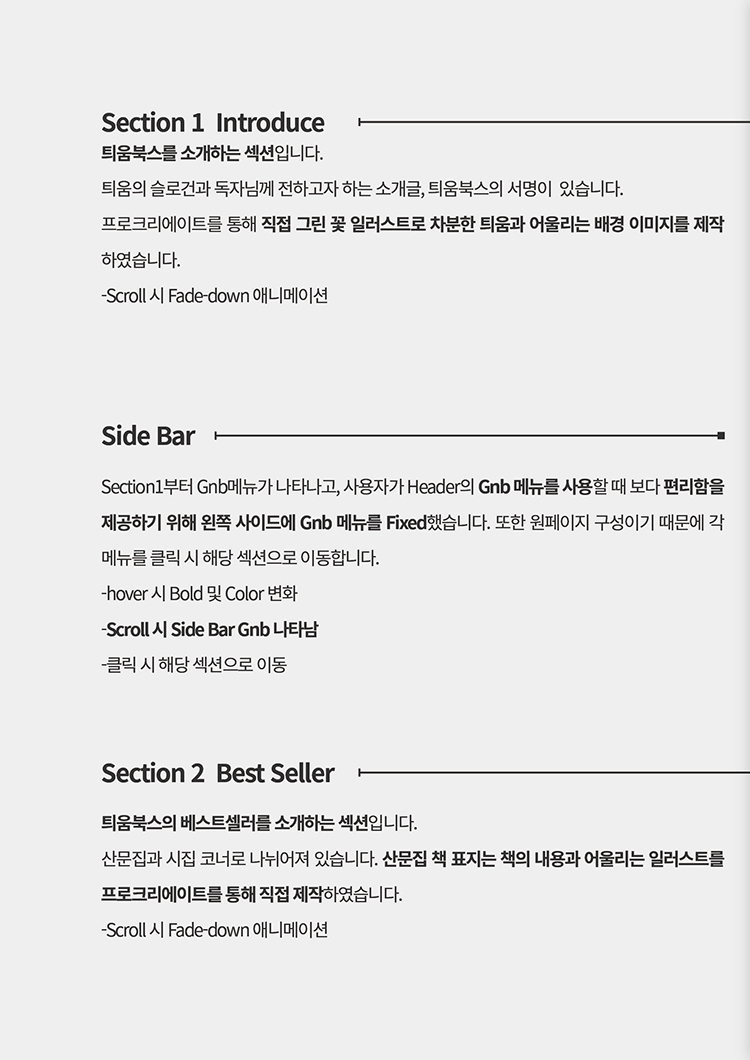 Section 1  Introduce
틔움북스를 소개하는 섹션입니다.
틔움의 슬로건과 독자님께 전하고자 하는 소개글, 틔움북스의 서명이  있습니다.
프로크리에이트를 통해 직접 그린 꽃 일러스트로 차분한 틔움과 어울리는 배경 이미지를 제작
하였습니다.
-Scroll 시 Fade-down 애니메이션
Side Bar
Section1부터 Gnb메뉴가 나타나고, 사용자가 Header의 Gnb 메뉴를 사용할 때 보다 편리함을
제공하기 위해 왼쪽 사이드에 Gnb 메뉴를 Fixed했습니다. 또한 원페이지 구성이기 때문에 각
메뉴를 클릭 시 해당 섹션으로 이동합니다.
-hover 시 Bold 및 Color 변화
-Scroll 시 Side Bar Gnb 나타남
-클릭 시 해당 섹션으로 이동
Section 2  Best Seller
틔움북스의 베스트셀러를 소개하는 섹션입니다.
산문집과 시집 코너로 나뉘어져 있습니다. 산문집 책 표지는 책의 내용과 어울리는 일러스트를
프로크리에이트를 통해 직접 제작하였습니다.
-Scroll 시 Fade-down 애니메이션